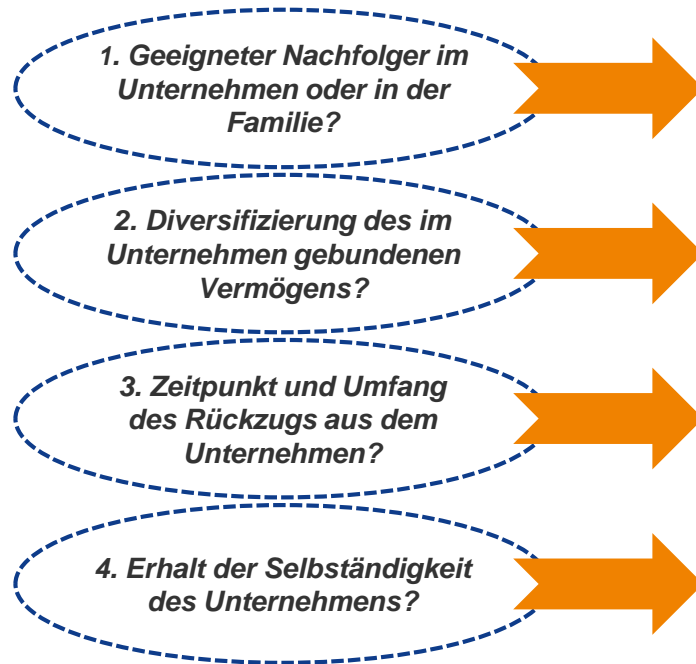 1. Geeigneter Nachfolger im
Unternehmen oder in der
Familie?
2. Diversifizierung des im
Unternehmen gebundenen
Vermögens?
3. Zeitpunkt und Umfang
des Rückzugs aus dem
Unternehmen?
4. Erhalt der Selbständigkeit
des Unternehmens?